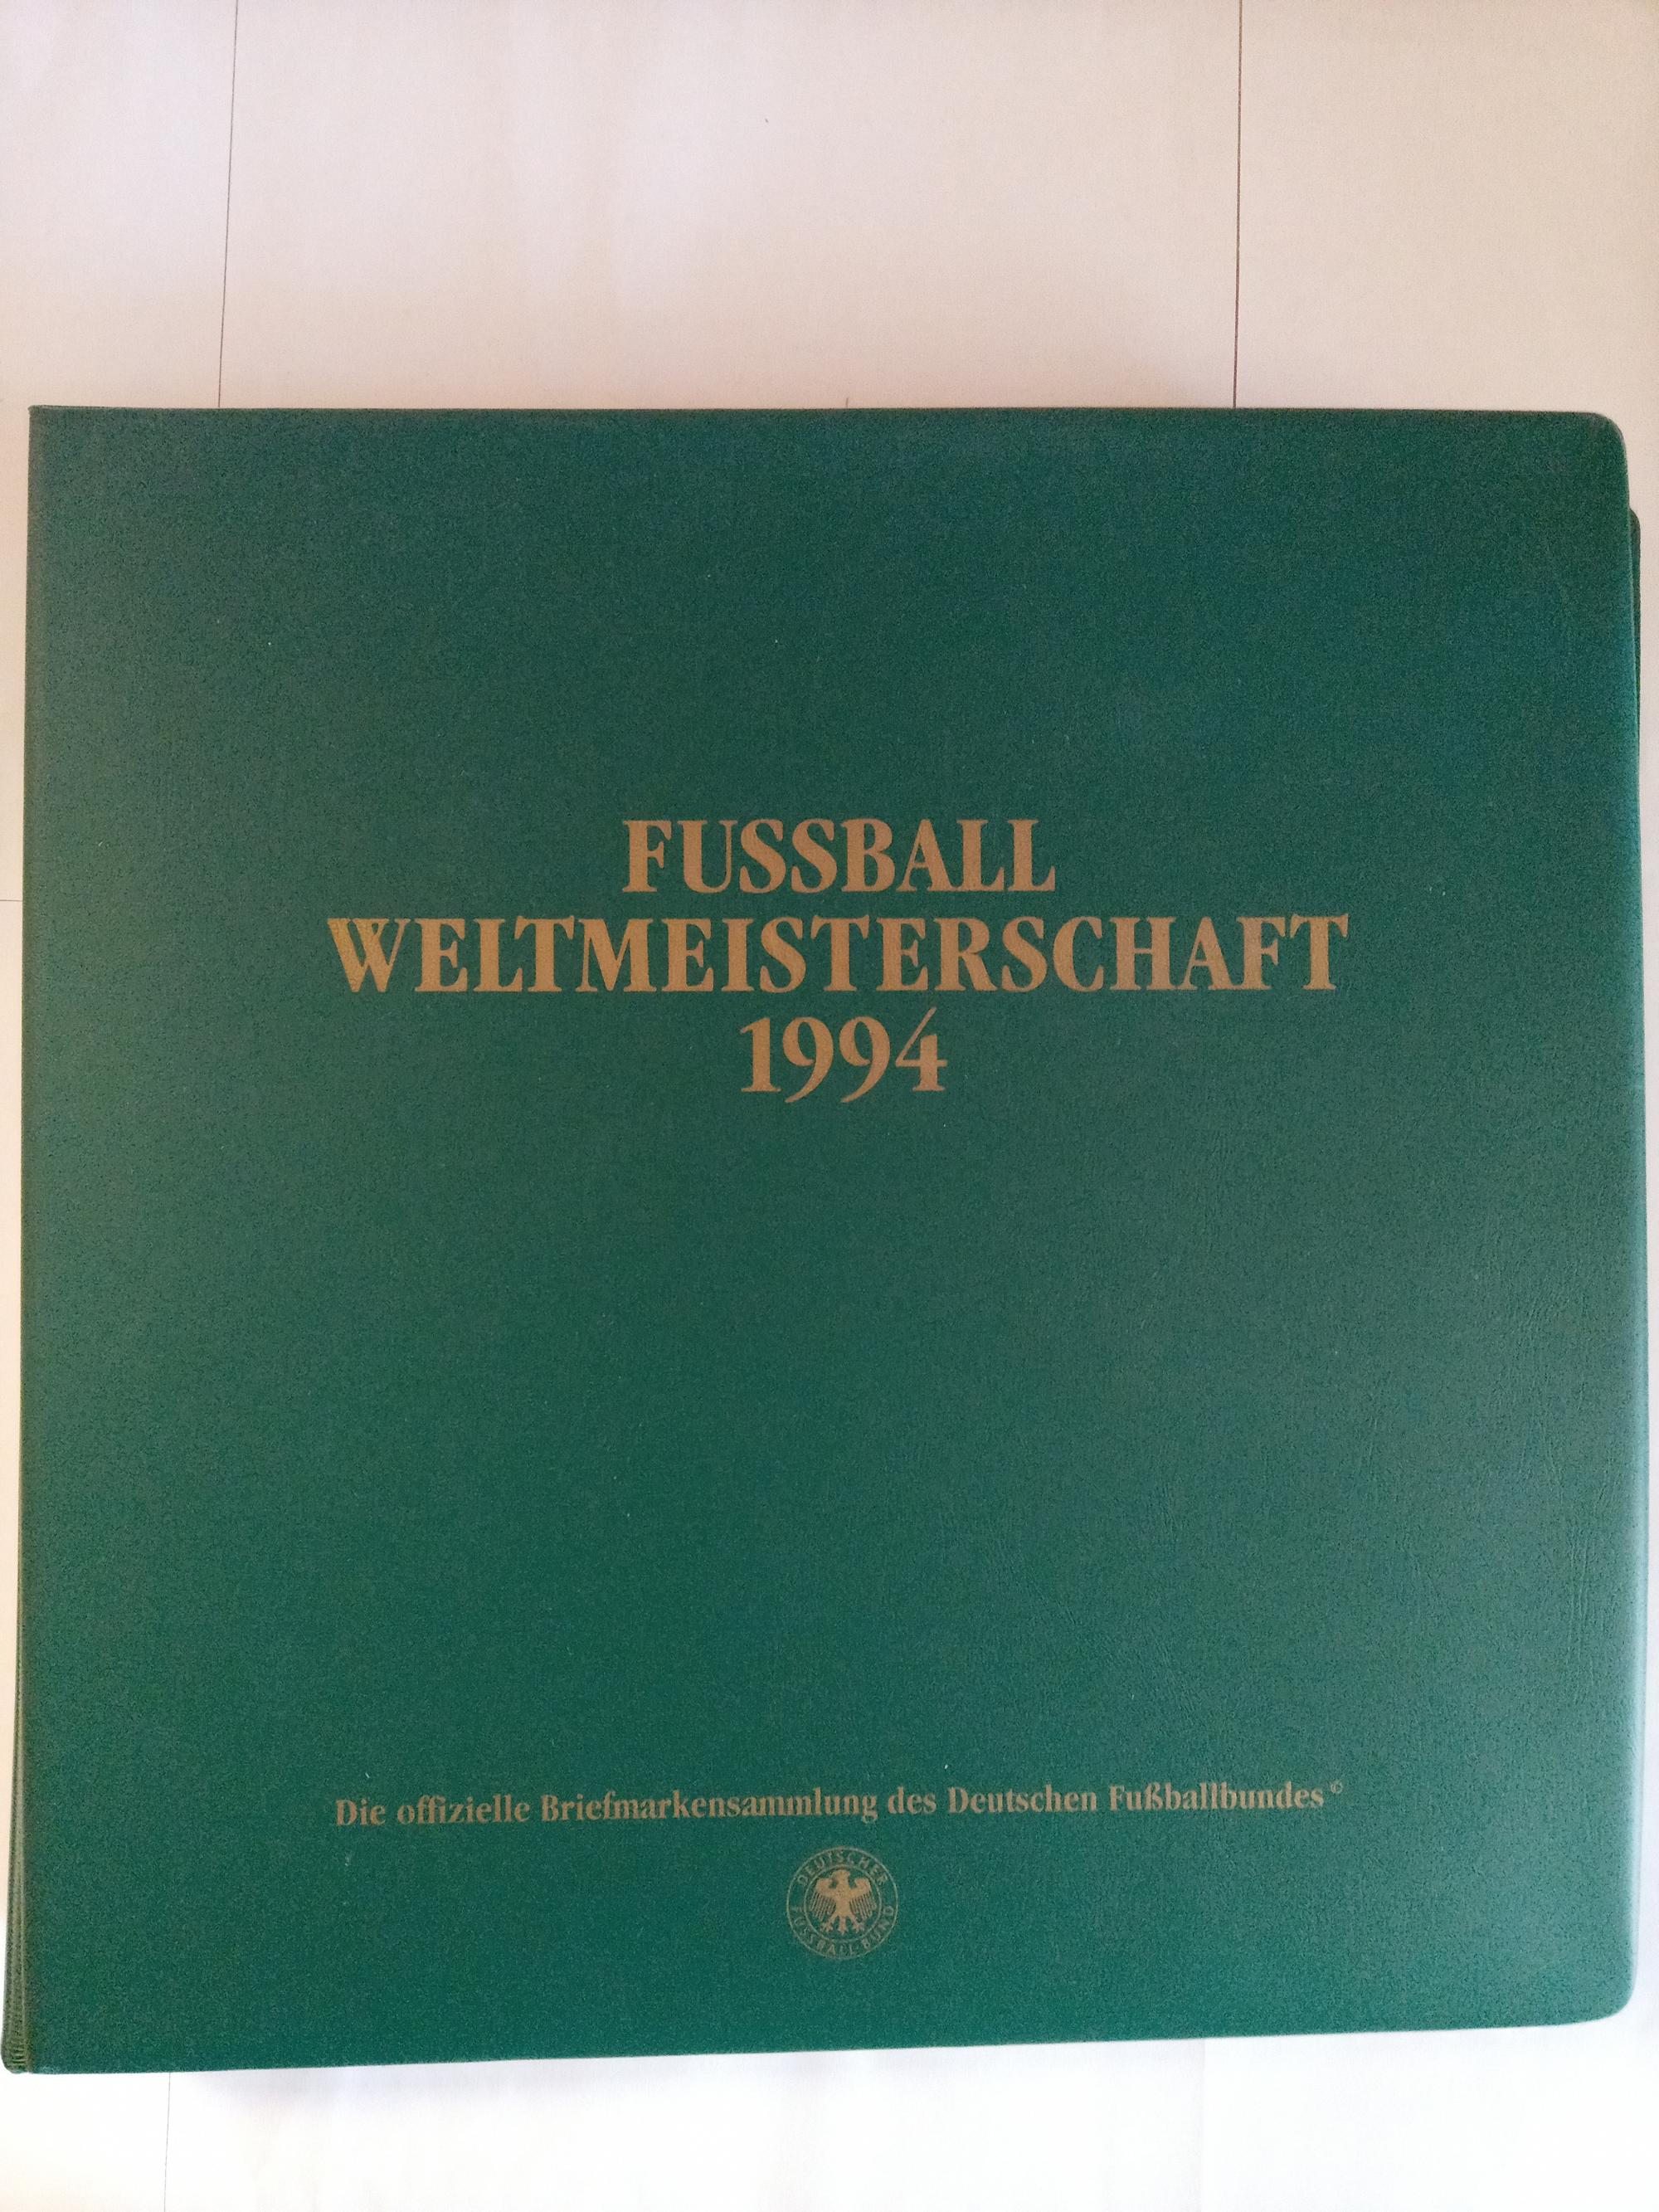 FUSSBALL
WELTMEISTERSCHAFT
1994
Die offizielle Briefmarkensammlung des Deutschen Fußballbundes©
DEUTSCHER
FUSSBALL-BUND